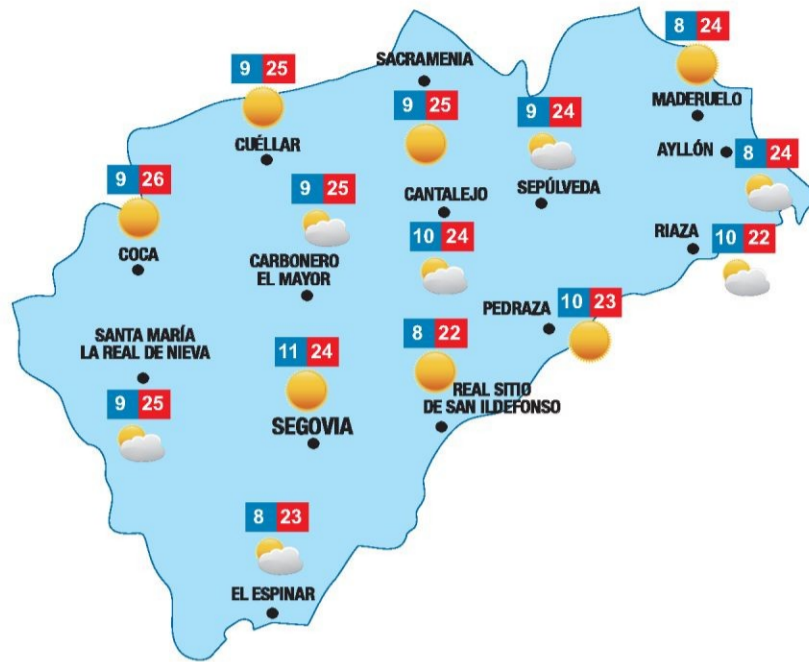 8 24
SACRAMENIA
9 25
MADERUELO
9 25
9 24
CUÉLLAR
AYLLÓN
8 24
9 26
9 25
CANTALEJO
SEPÚLVEDA
COCA
CARBONERO
EL MAYOR
10 24
RIAZA
10 22
PEDRAZA
10 23
SANTA MARÍA
LA REAL DE NIEVA
11 24
8 22
9 25
SEGOVIA
REAL SITIO
DE SAN ILDEFONSO
8 23
EL ESPINAR